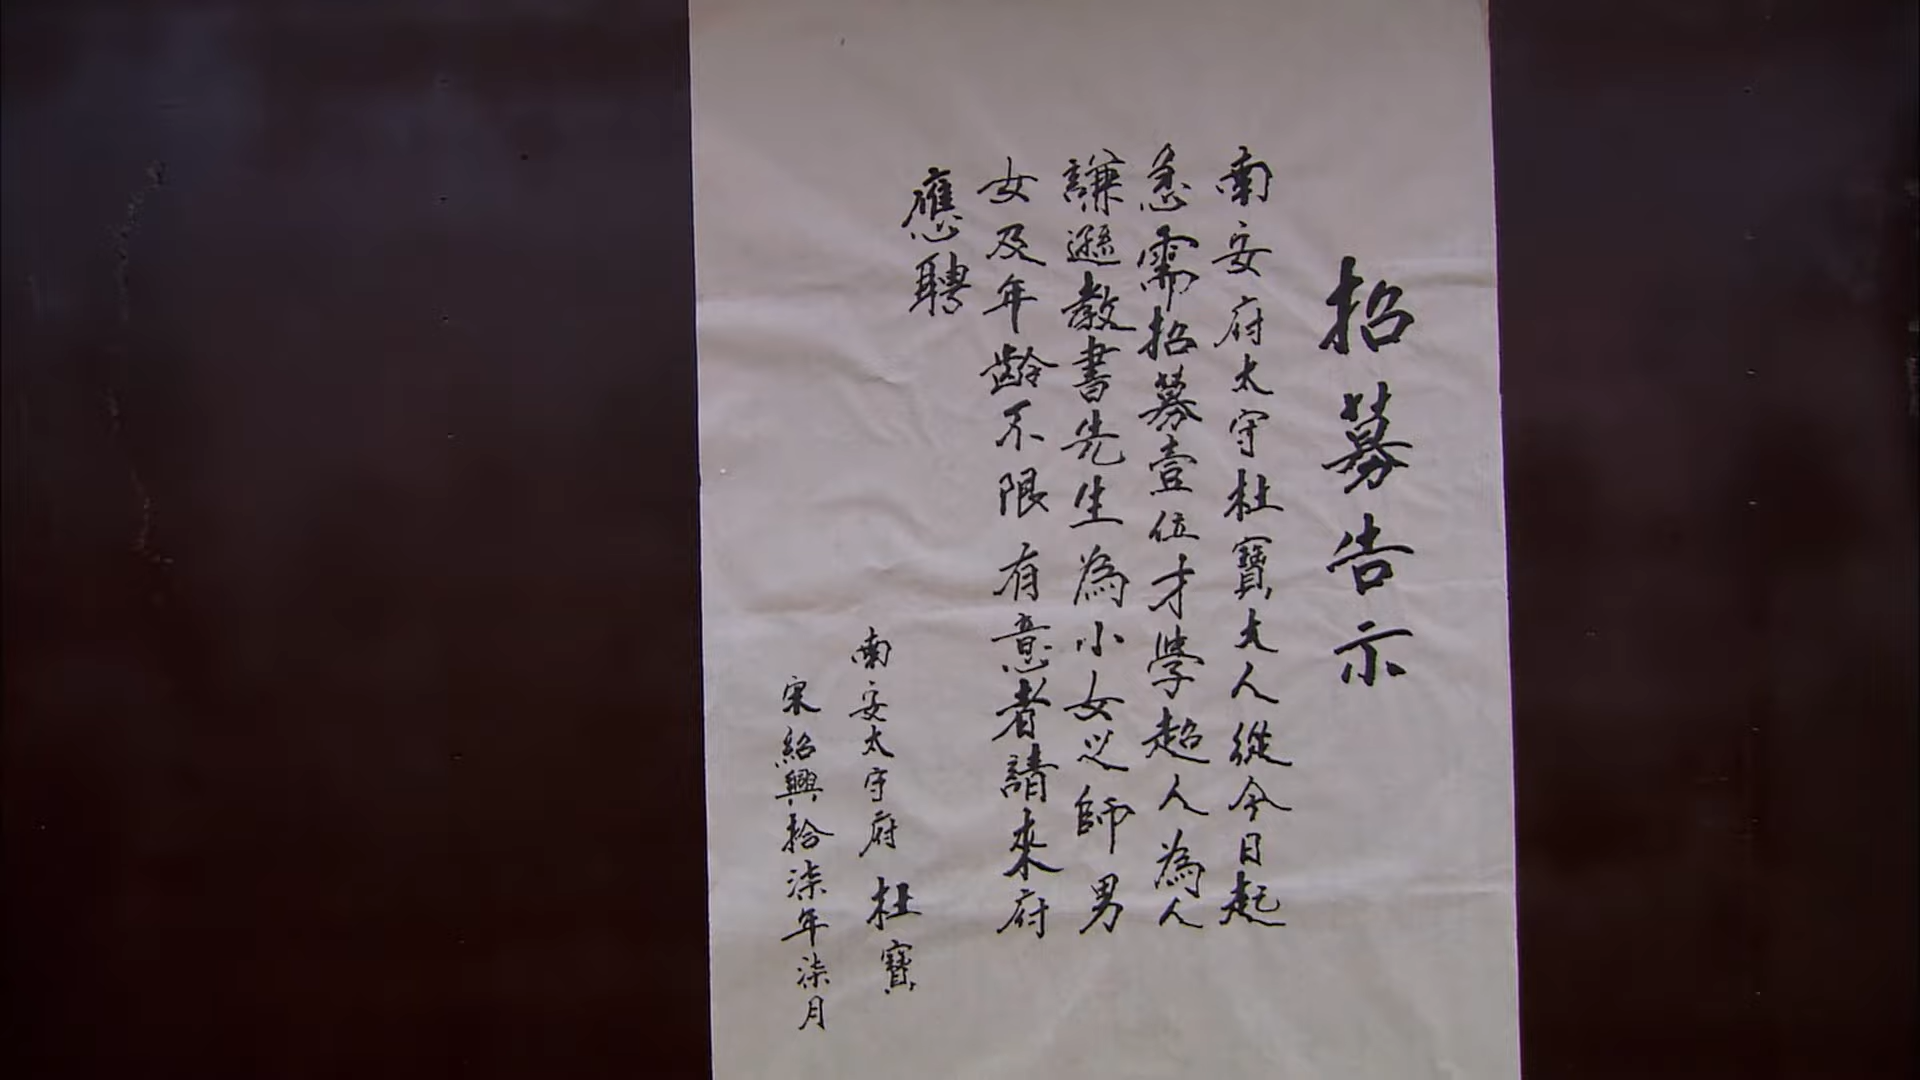 招募告示
南安府太守杜寶大人從今日起
急需招募壹位才學超人為人
謙遜教書先生為小女之師男
女及年齡不限有意者請來府
應聘
南安太守府杜寶
宋紹興拾柒年柒月